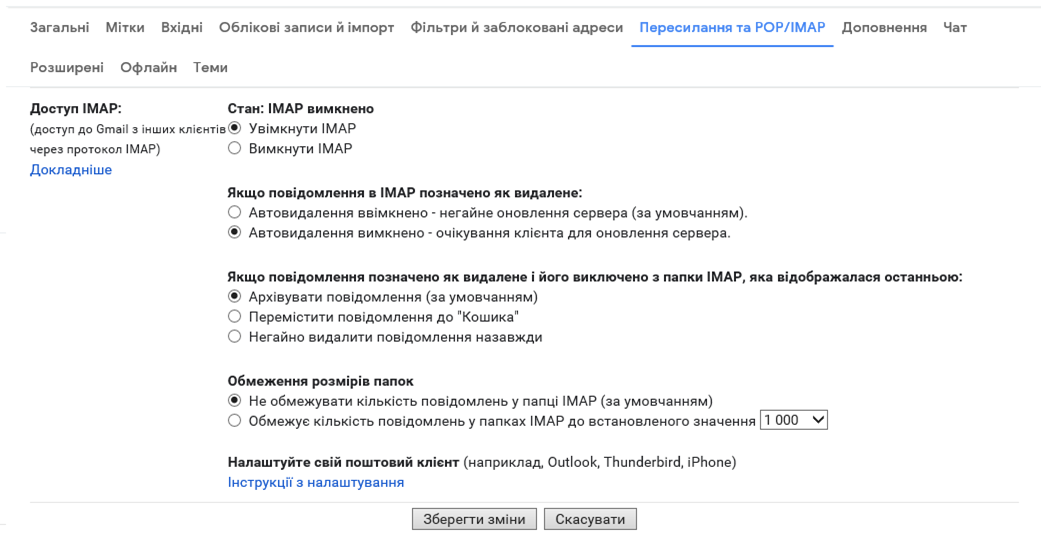 Загальні Мітки Вхідні Облікові записи й імпорт Фільтри й заблоковані адреси Пересилання та POP/IMAP Доповнення Чат
Розширені Офлайн Теми
Доступ IMAP:
(доступ до Gmail з інших клієнтів
через протокол IMAP)
Докладніше
Стан: IMAP вимкнено
Увімкнути IMAP
Вимкнути IMAP
Якщо повідомлення в IMAP позначено як видалене:
Автовидалення ввімкнено - негайне оновлення сервера (за умовчанням).
Автовидалення вимкнено - очікування клієнта для оновлення сервера.
Якщо повідомлення позначено як видалене і його виключено з папки IMAP, яка відображалася останньою:
Архівувати повідомлення (за умовчанням)
Перемістити повідомлення до "Кошика"
Негайно видалити повідомлення назавжди
Обмеження розмірів папок
Не обмежувати кількість повідомлень у папці IMAP (за умовчанням)
Обмежує кількість повідомлень у папках IMAP до встановленого значення 1 000
Налаштуйте свій поштовий клієнт (наприклад, Outlook, Thunderbird, iPhone)
Інструкції з налаштування
Зберегти зміни Скасувати